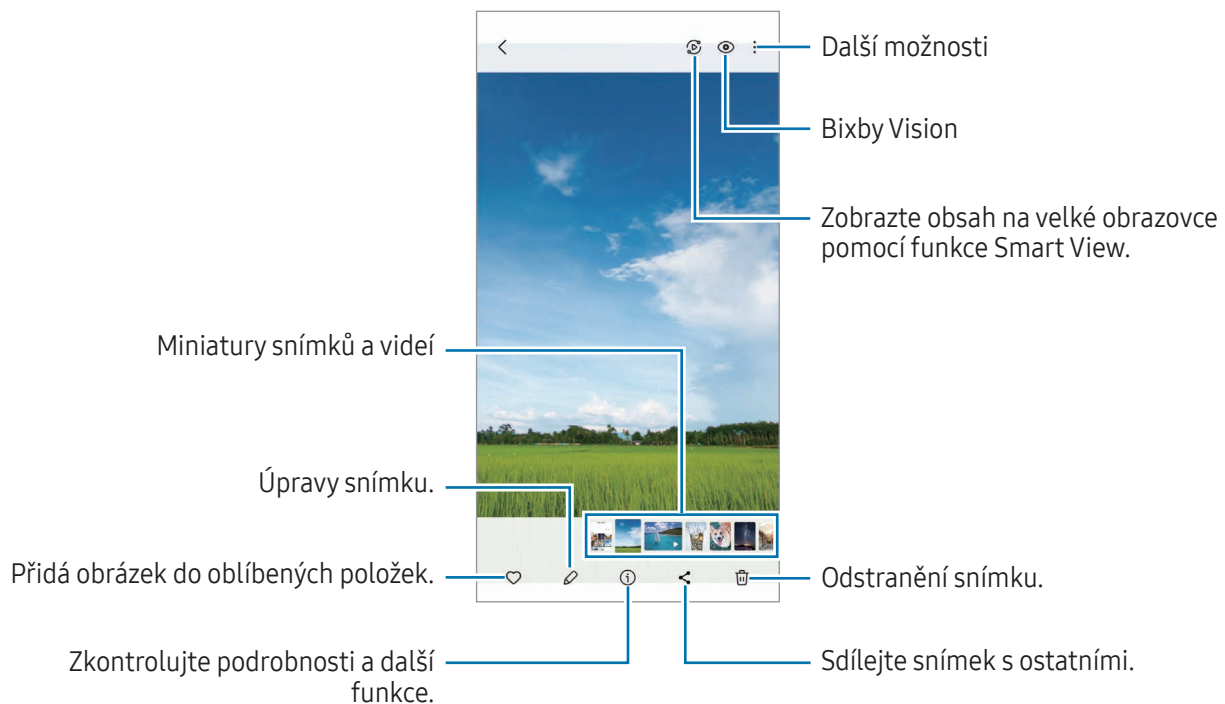 Další možnosti
Bixby Vision
Zobrazte obsah na velké obrazovce
pomocí funkce Smart View.
Miniatury snímků a videí
Úpravy snímku.
Přidá obrázek do oblíbených položek.
Odstranění snímku.
Zkontrolujte podrobnosti a další
funkce.
Sdílejte snímek s ostatními.